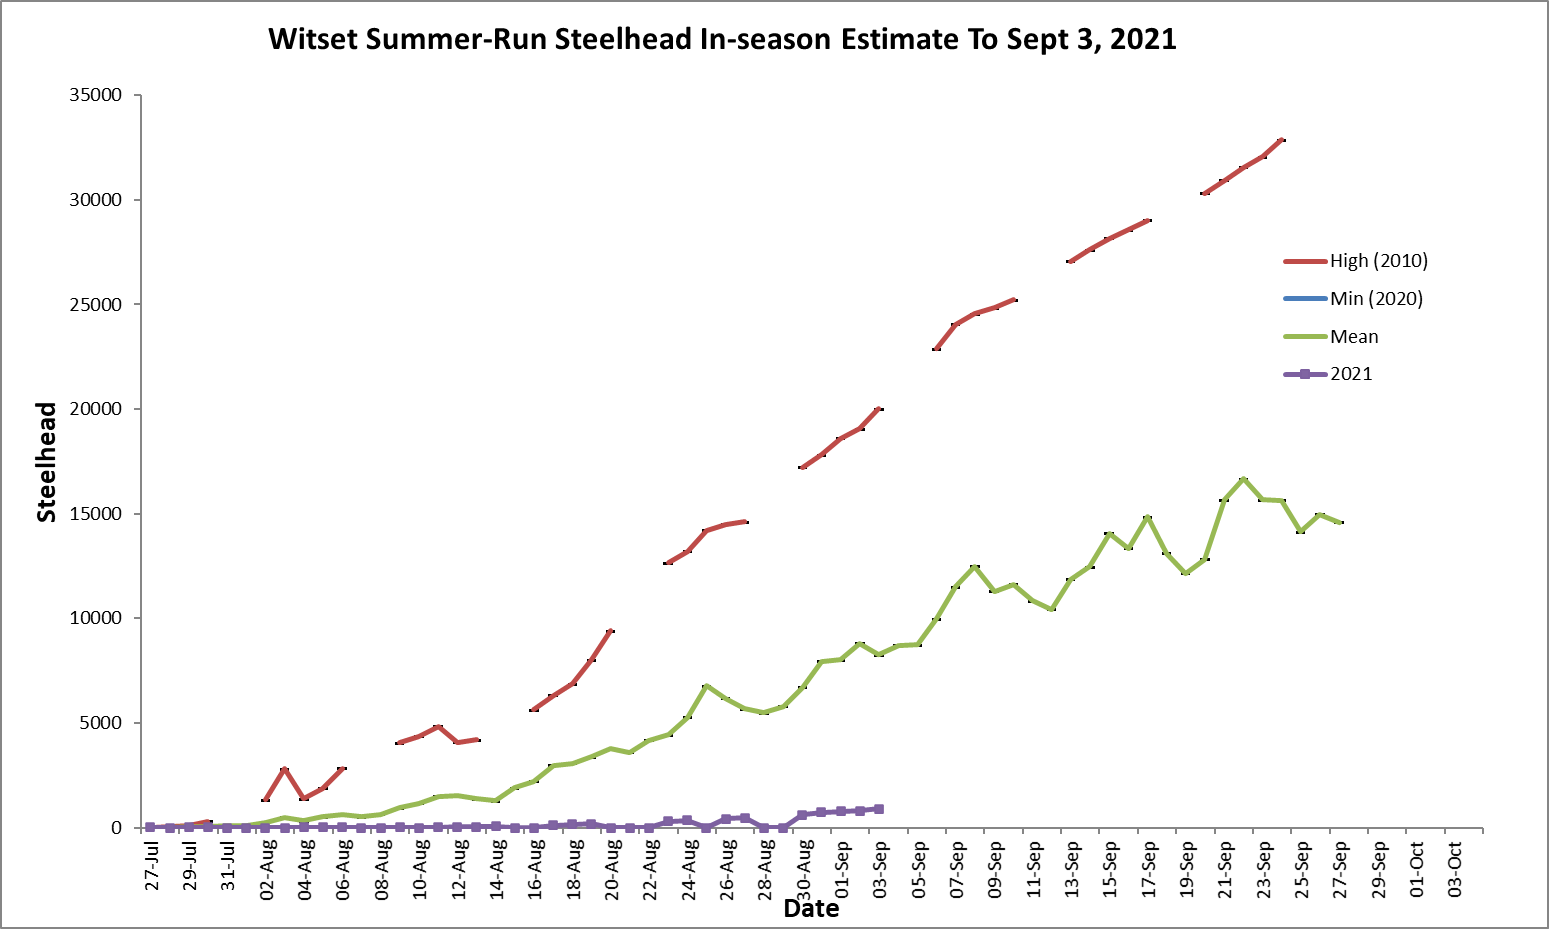 Witset Summer-Run Steelhead In-season Estimate To Sept 3, 2021
35000
30000
25000
20000
15000
10000
5000
0
Steelhead
High (2010)
Min (2020)
Mean
2021
27-Jul
29-Jul
31-Jul
02-Aug
04-Aug
06-Aug
08-Aug
10-Aug
12-Aug
14-Aug
16-Aug
18-Aug
20-Aug
22-Aug
24-Aug
26-Aug
28-Aug
30-Aug
01-Sep
03-Sep
05-Sep
07-Sep
09-Sep
11-Sep
13-Sep
15-Sep
17-Sep
19-Sep
21-Sep
23-Sep
25-Sep
27-Sep
29-Sep
01-Oct
03-Oct
Date